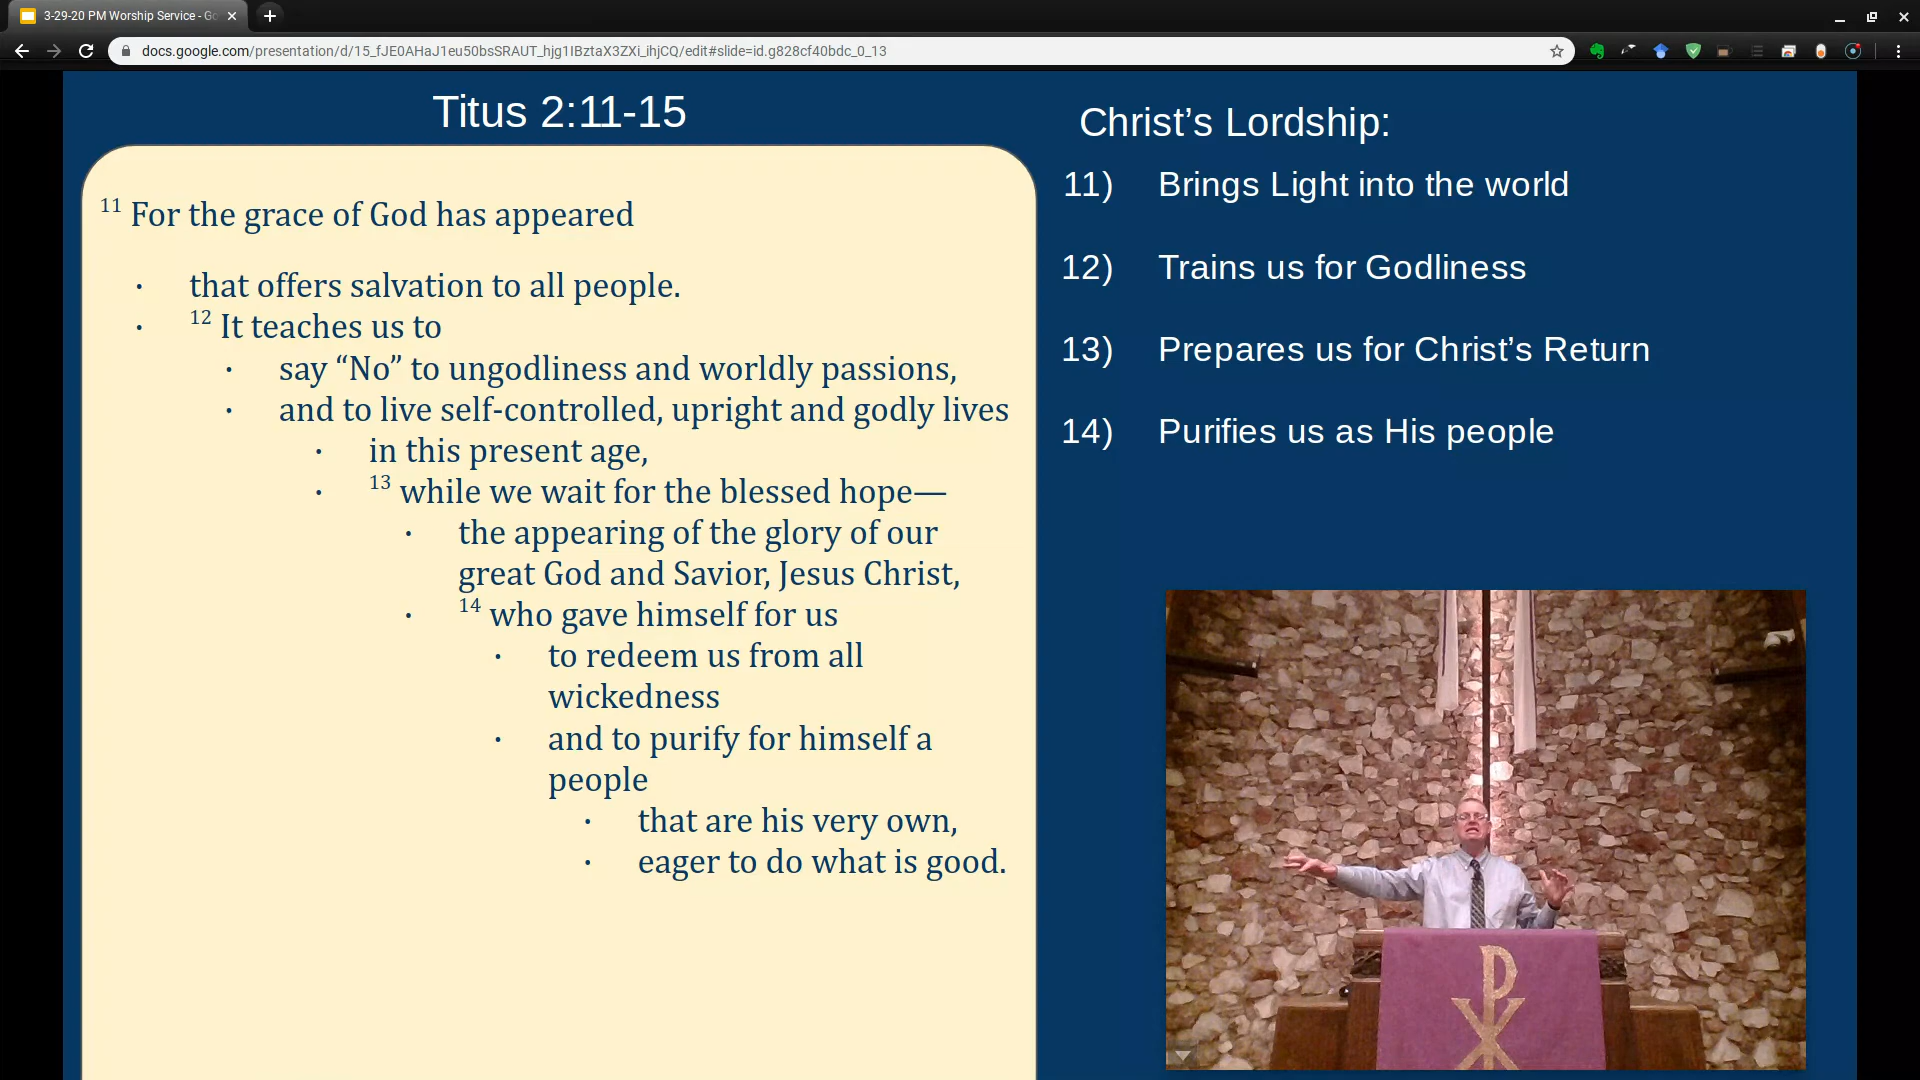 3-29-20 PM Worship Service - Go
docs.google.com/presentation/d/15_fJE0AHaJ1eu50bsSRAUT_hjg1IBztaX3ZXi_ihjCQ/edit#slide=id.g828cf40bdc_0_13
Titus 2:11-15
11 For the grace of God has appeared
· that offers salvation to all people.
· 12 It teaches us to
· say “No” to ungodliness and worldly passions,
· and to live self-controlled, upright and godly lives
· in this present age,
· 13 while we wait for the blessed hope—
· the appearing of the glory of our
great God and Savior, Jesus Christ,
· 14 who gave himself for us
· to redeem us from all
wickedness
· and to purify for himself a
people
· that are his very own,
· eager to do what is good.
Christ’s Lordship:
11) Brings Light into the world
12) Trains us for Godliness
13) Prepares us for Christ’s Return
14) Purifies us as His people